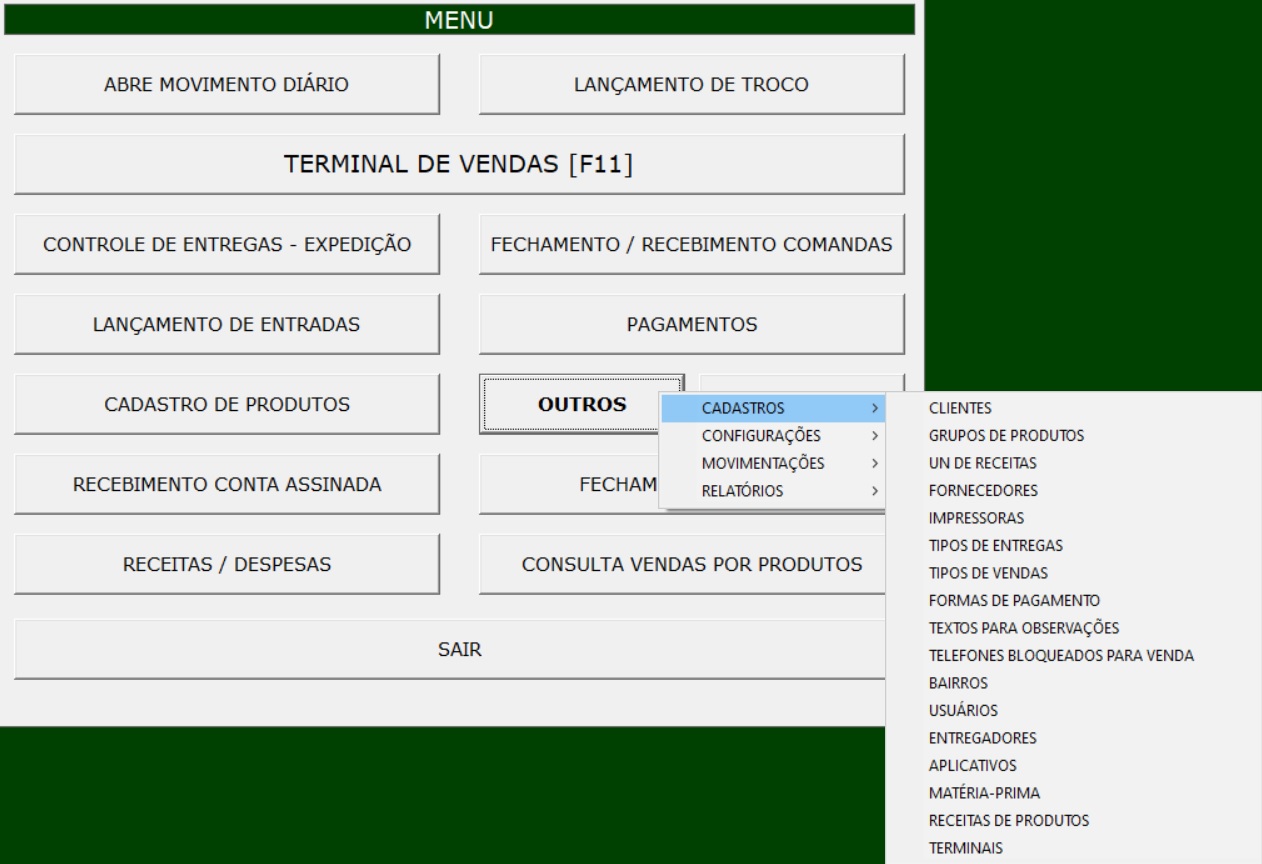 MENU
ABRE MOVIMENTO DIÁRIO
LANÇAMENTO DE TROCO
TERMINAL DE VENDAS [F11]
CONTROLE DE ENTREGAS - EXPEDIÇÃO
FECHAMENTO / RECEBIMENTO COMANDAS
LANÇAMENTO DE ENTRADAS
PAGAMENTOS
CADASTRO DE PRODUTOS
OUTROS
RECEBIMENTO CONTA ASSINADA
FECHAM
RECEITAS / DESPESAS
CONSULTA VENDAS POR PRODUTOS
SAIR
CADASTROS
CONFIGURAÇÕES
MOVIMENTAÇÕES
RELATÓRIOS
CLIENTES
GRUPOS DE PRODUTOS
UN DE RECEITAS
FORNECEDORES
IMPRESSORAS
TIPOS DE ENTREGAS
TIPOS DE VENDAS
FORMAS DE PAGAMENTO
TEXTOS PARA OBSERVAÇÕES
TELEFONES BLOQUEADOS PARA VENDA
BAIRROS
USUÁRIOS
ENTREGADORES
APLICATIVOS
MATÉRIA-PRIMA
RECEITAS DE PRODUTOS
TERMINAIS